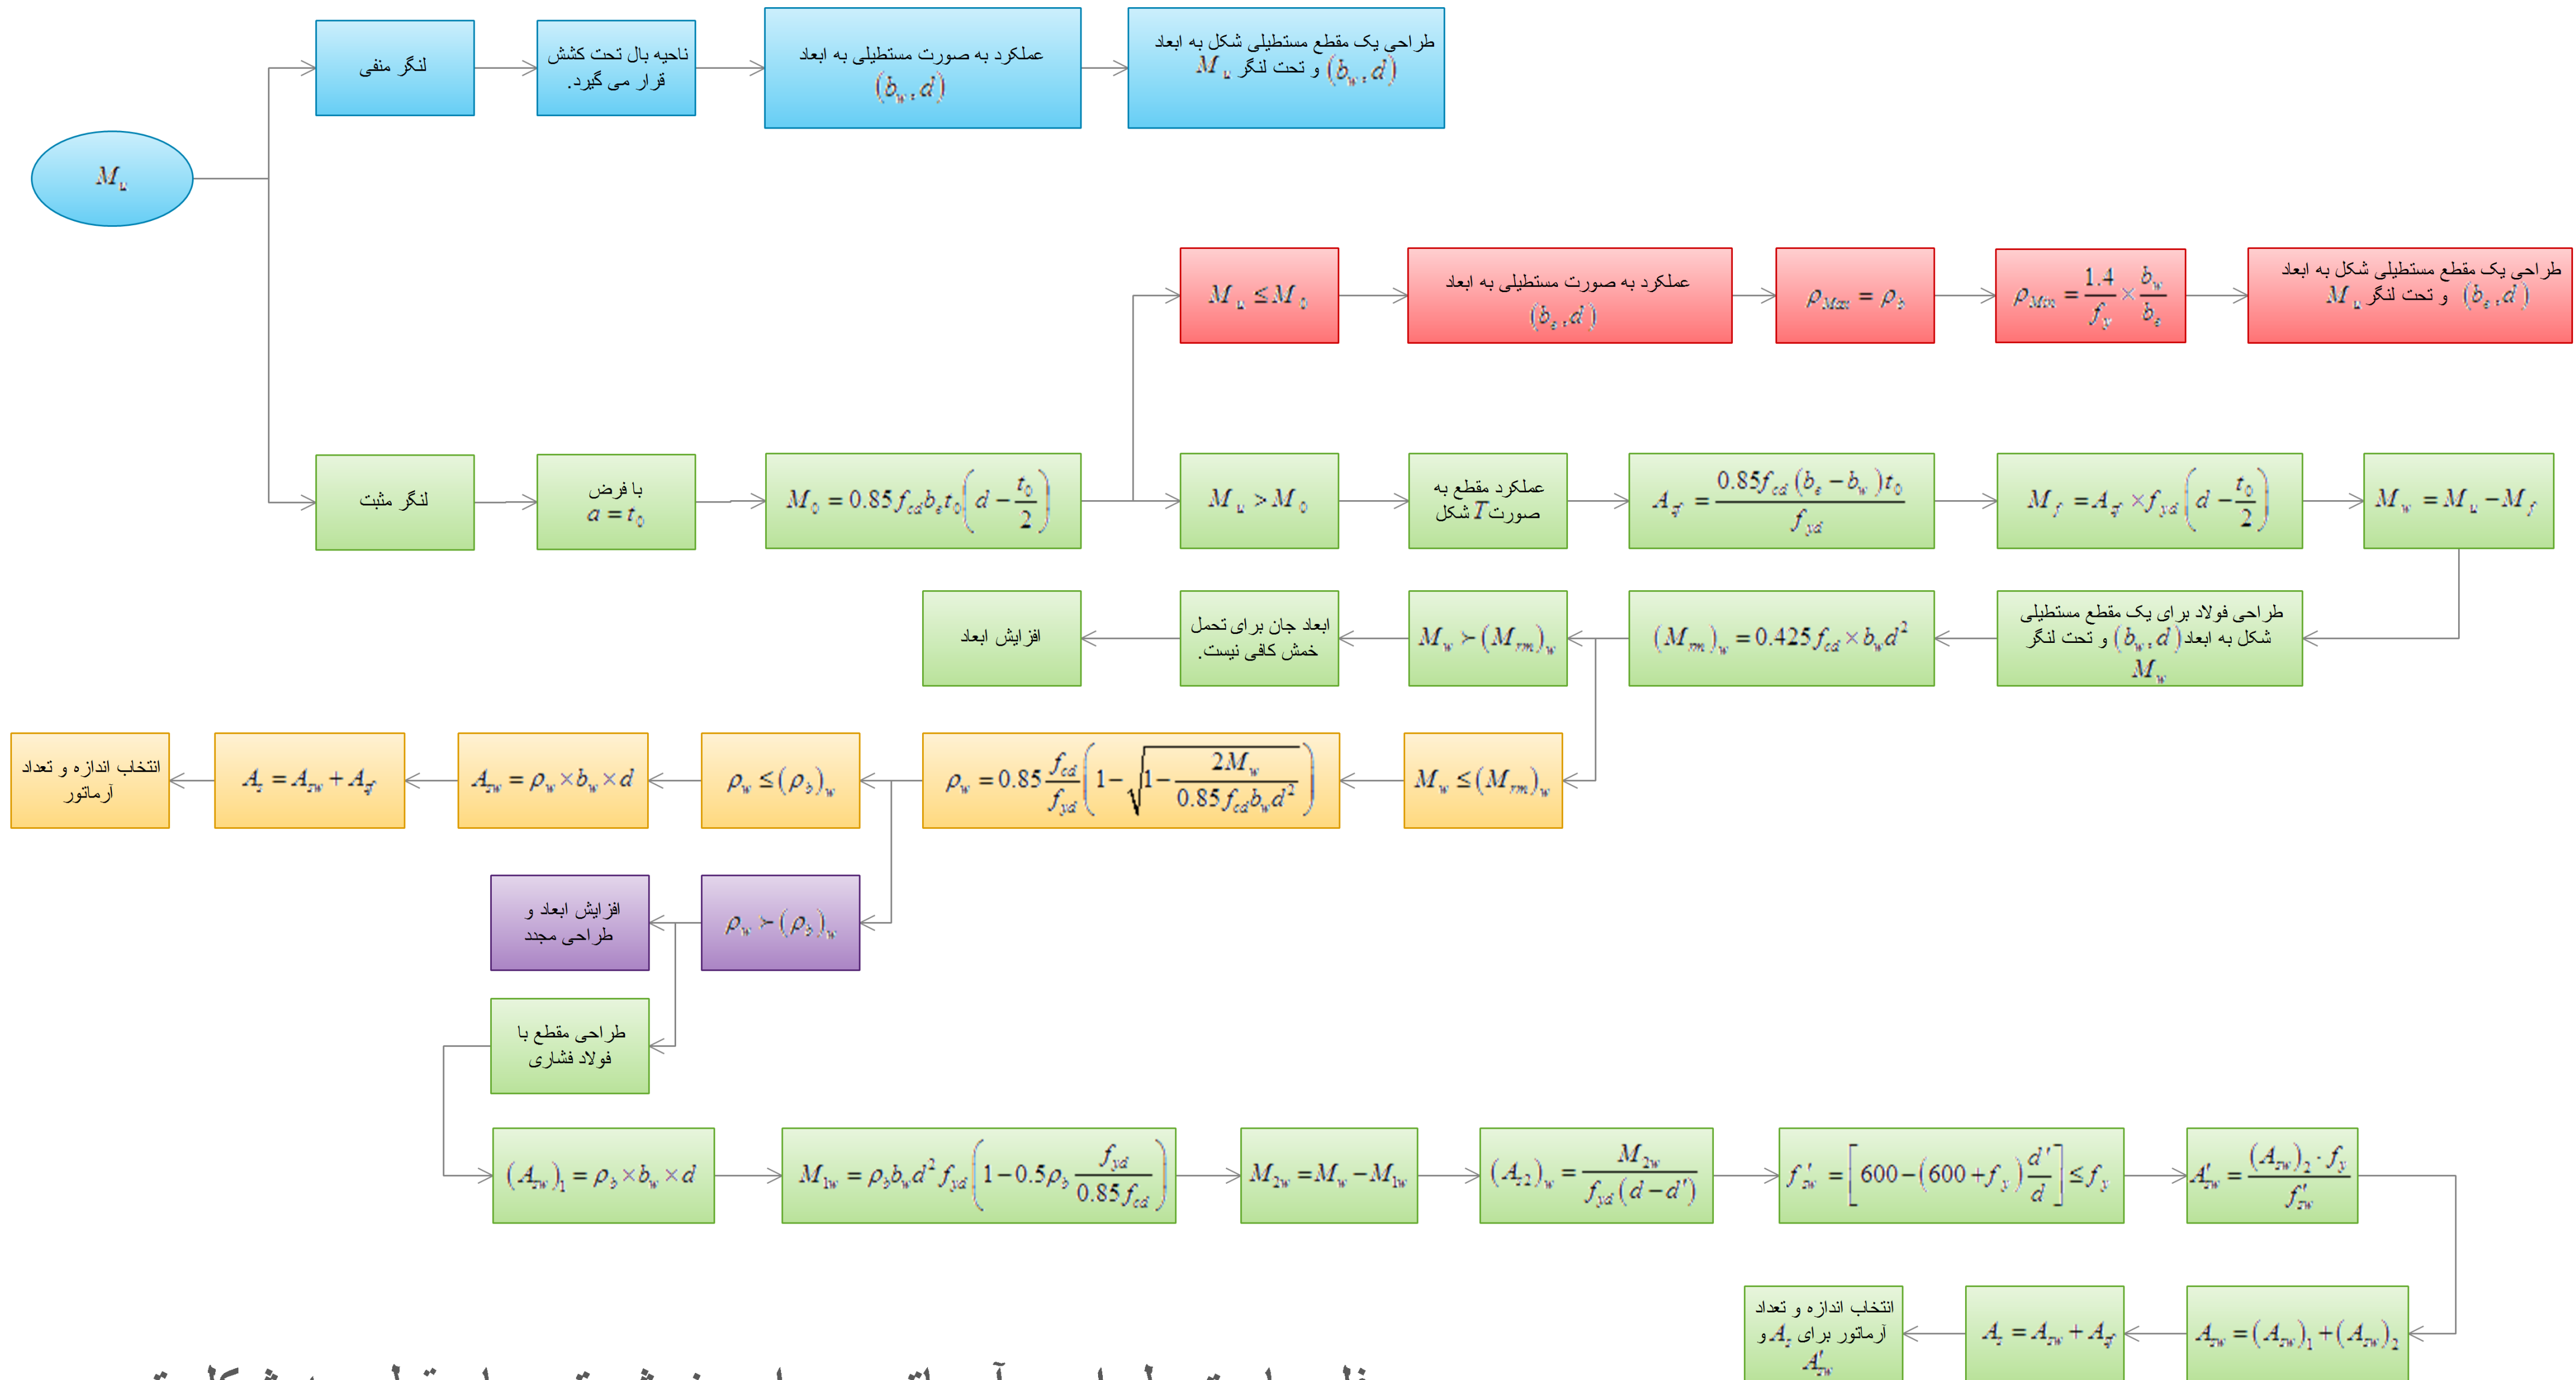 M_u
لنگر منفی
ناحیه بال تحت کشش
قرار می گیرد.
عملکرد به صورت مستطیلی به ابعاد
(b_w, d)
طراحی یک مقطع مستطیلی شکل به ابعاد
(b_w, d) و تحت لنگر M_u
M_u ≤ M_0
عملکرد به صورت مستطیلی به ابعاد
(b_e, d)
ρ_Max = ρ_b
ρ_Min = 1.4/f_y × b_w/b_e
طراحی یک مقطع مستطیلی شکل به ابعاد
(b_e, d) و تحت لنگر M_u
لنگر مثبت
با فرض
a = t_0
M_0 = 0.85 f_cd b_e t_0 (d − t_0/2)
M_u > M_0
عملکرد مقطع به
صورت T شکل
A_sf = 0.85 f_cd (b_e − b_w) t_0 / f_yd
M_f = A_sf × f_yd (d − t_0/2)
M_w = M_u − M_f
طراحی فولاد برای یک مقطع مستطیلی
شکل به ابعاد (b_w, d) و تحت لنگر
M_w
(M_rm)_w = 0.425 f_cd × b_w d²
M_w ≻ (M_rm)_w
ابعاد جان برای تحمل
خمش کافی نیست.
افزایش ابعاد
M_w ≤ (M_rm)_w
ρ_w = 0.85 f_cd/f_yd (1 − √(1 − 2M_w/(0.85 f_cd b_w d²)))
ρ_w ≤ (ρ_b)_w
A_sw = ρ_w × b_w × d
A_s = A_sw + A_sf
انتخاب اندازه و تعداد
آرماتور
ρ_w ≻ (ρ_b)_w
افزایش ابعاد و
طراحی مجدد
طراحی مقطع با
فولاد فشاری
(A_sw)_1 = ρ_b × b_w × d
M_1w = ρ_b b_w d² f_yd (1 − 0.5 ρ_b f_yd/(0.85 f_cd))
M_2w = M_w − M_1w
(A_s2)_w = M_2w/(f_yd (d − d′))
f′_sw = [600 − (600 + f_y) d′/d] ≤ f_y
A′_sw = (A_sw)_2 · f_y / f′_sw
A_sw = (A_sw)_1 + (A_sw)_2
A_s = A_sw + A_sf
انتخاب اندازه و تعداد
آرماتور برای A_s و
A′_sw